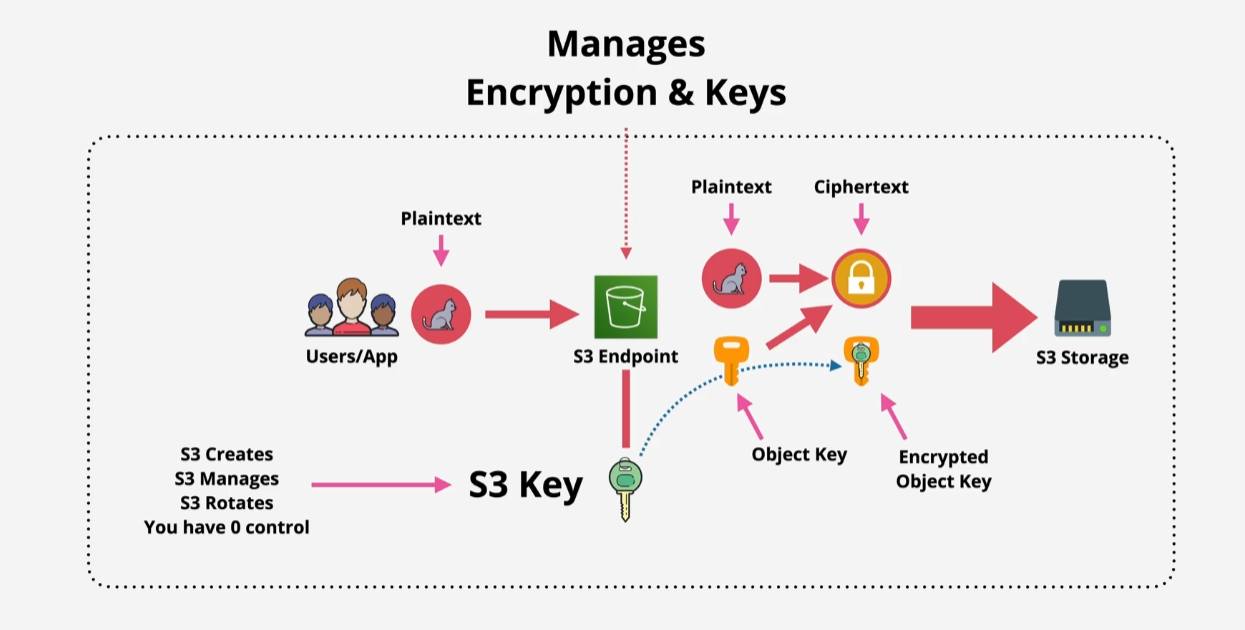 Manages
Encryption & Keys
Plaintext
Ciphertext
Plaintext
Users/App
S3 Endpoint
S3 Storage
Object Key
Encrypted
Object Key
S3 Creates
S3 Manages
S3 Rotates
You have 0 control
S3 Key